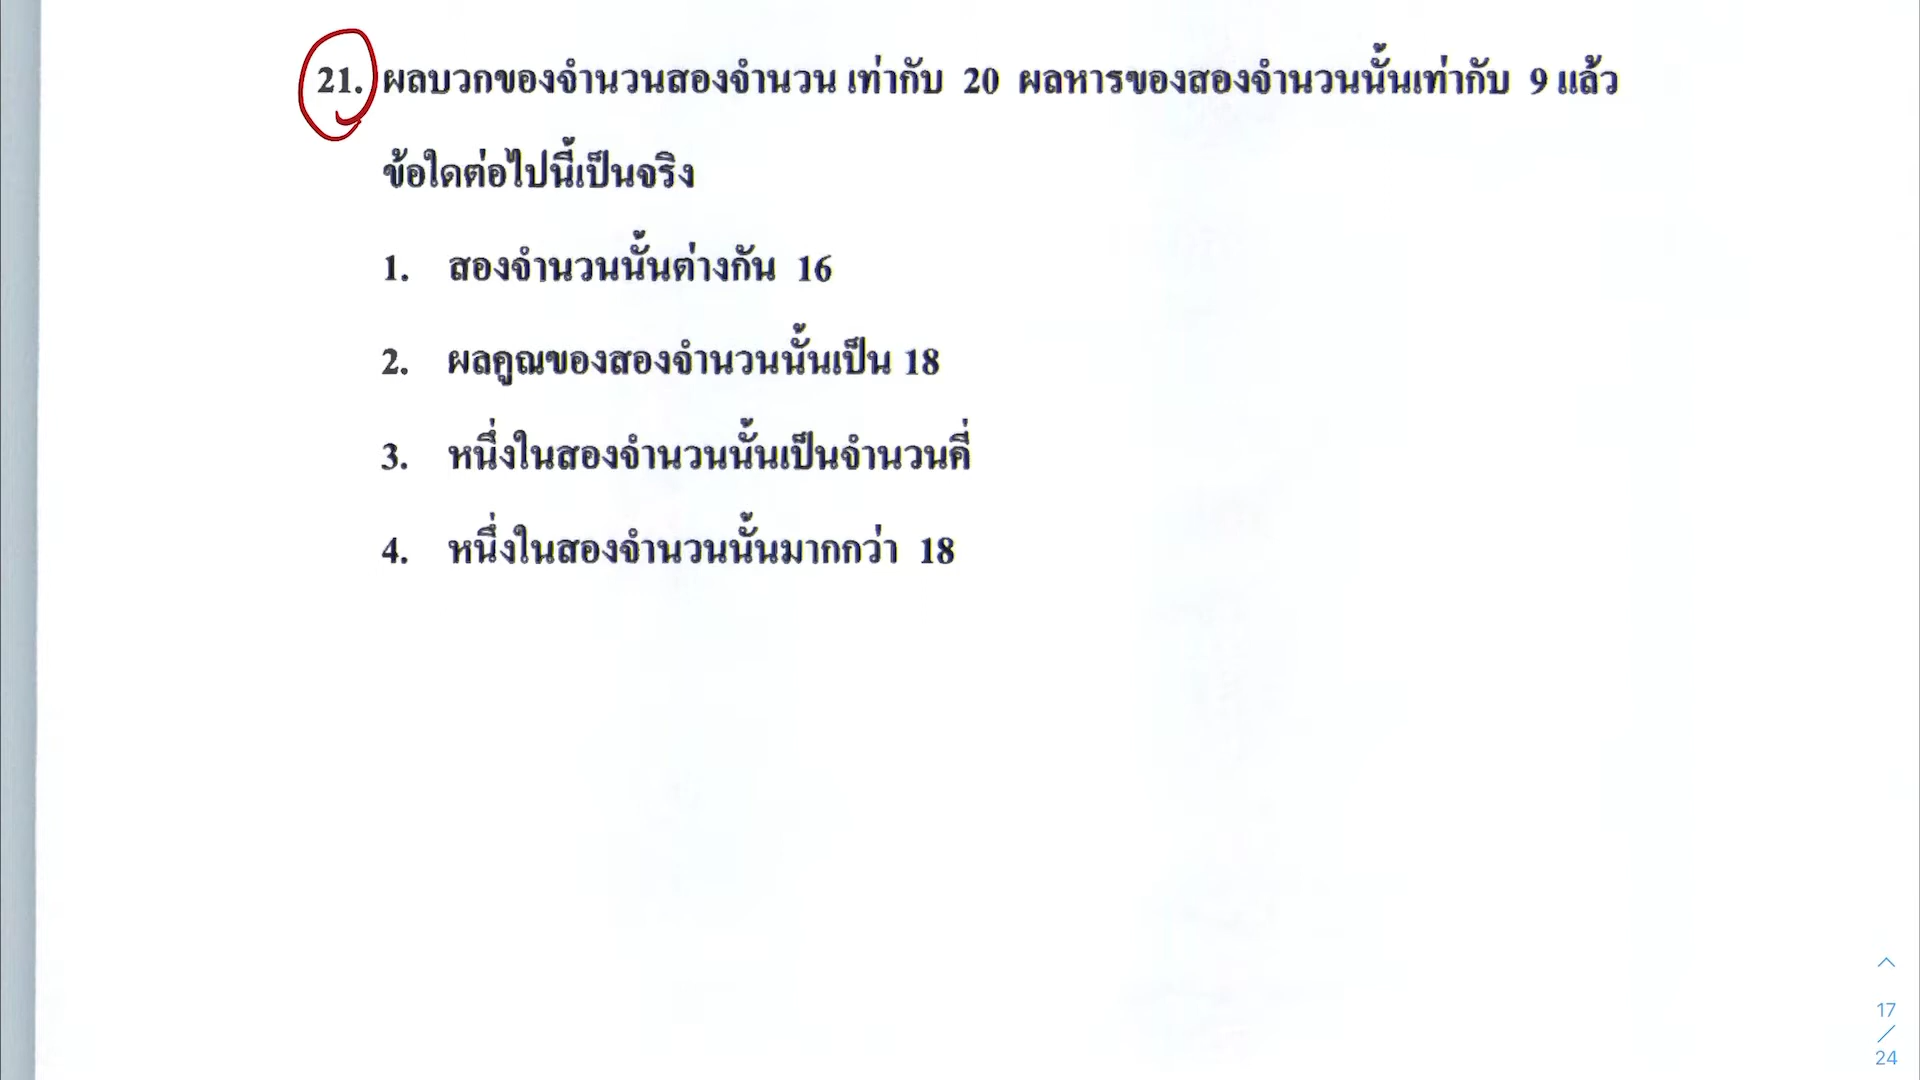 21. ผลบวกของจำนวนสองจำนวน เท่ากับ 20 ผลหารของสองจำนวนนั้นเท่ากับ 9 แล้ว
ข้อใดต่อไปนี้เป็นจริง
1. สองจำนวนนั้นต่างกัน 16
2. ผลคูณของสองจำนวนนั้นเป็น 18
3. หนึ่งในสองจำนวนนั้นเป็นจำนวนคี่
4. หนึ่งในสองจำนวนนั้นมากกว่า 18
17
/
24